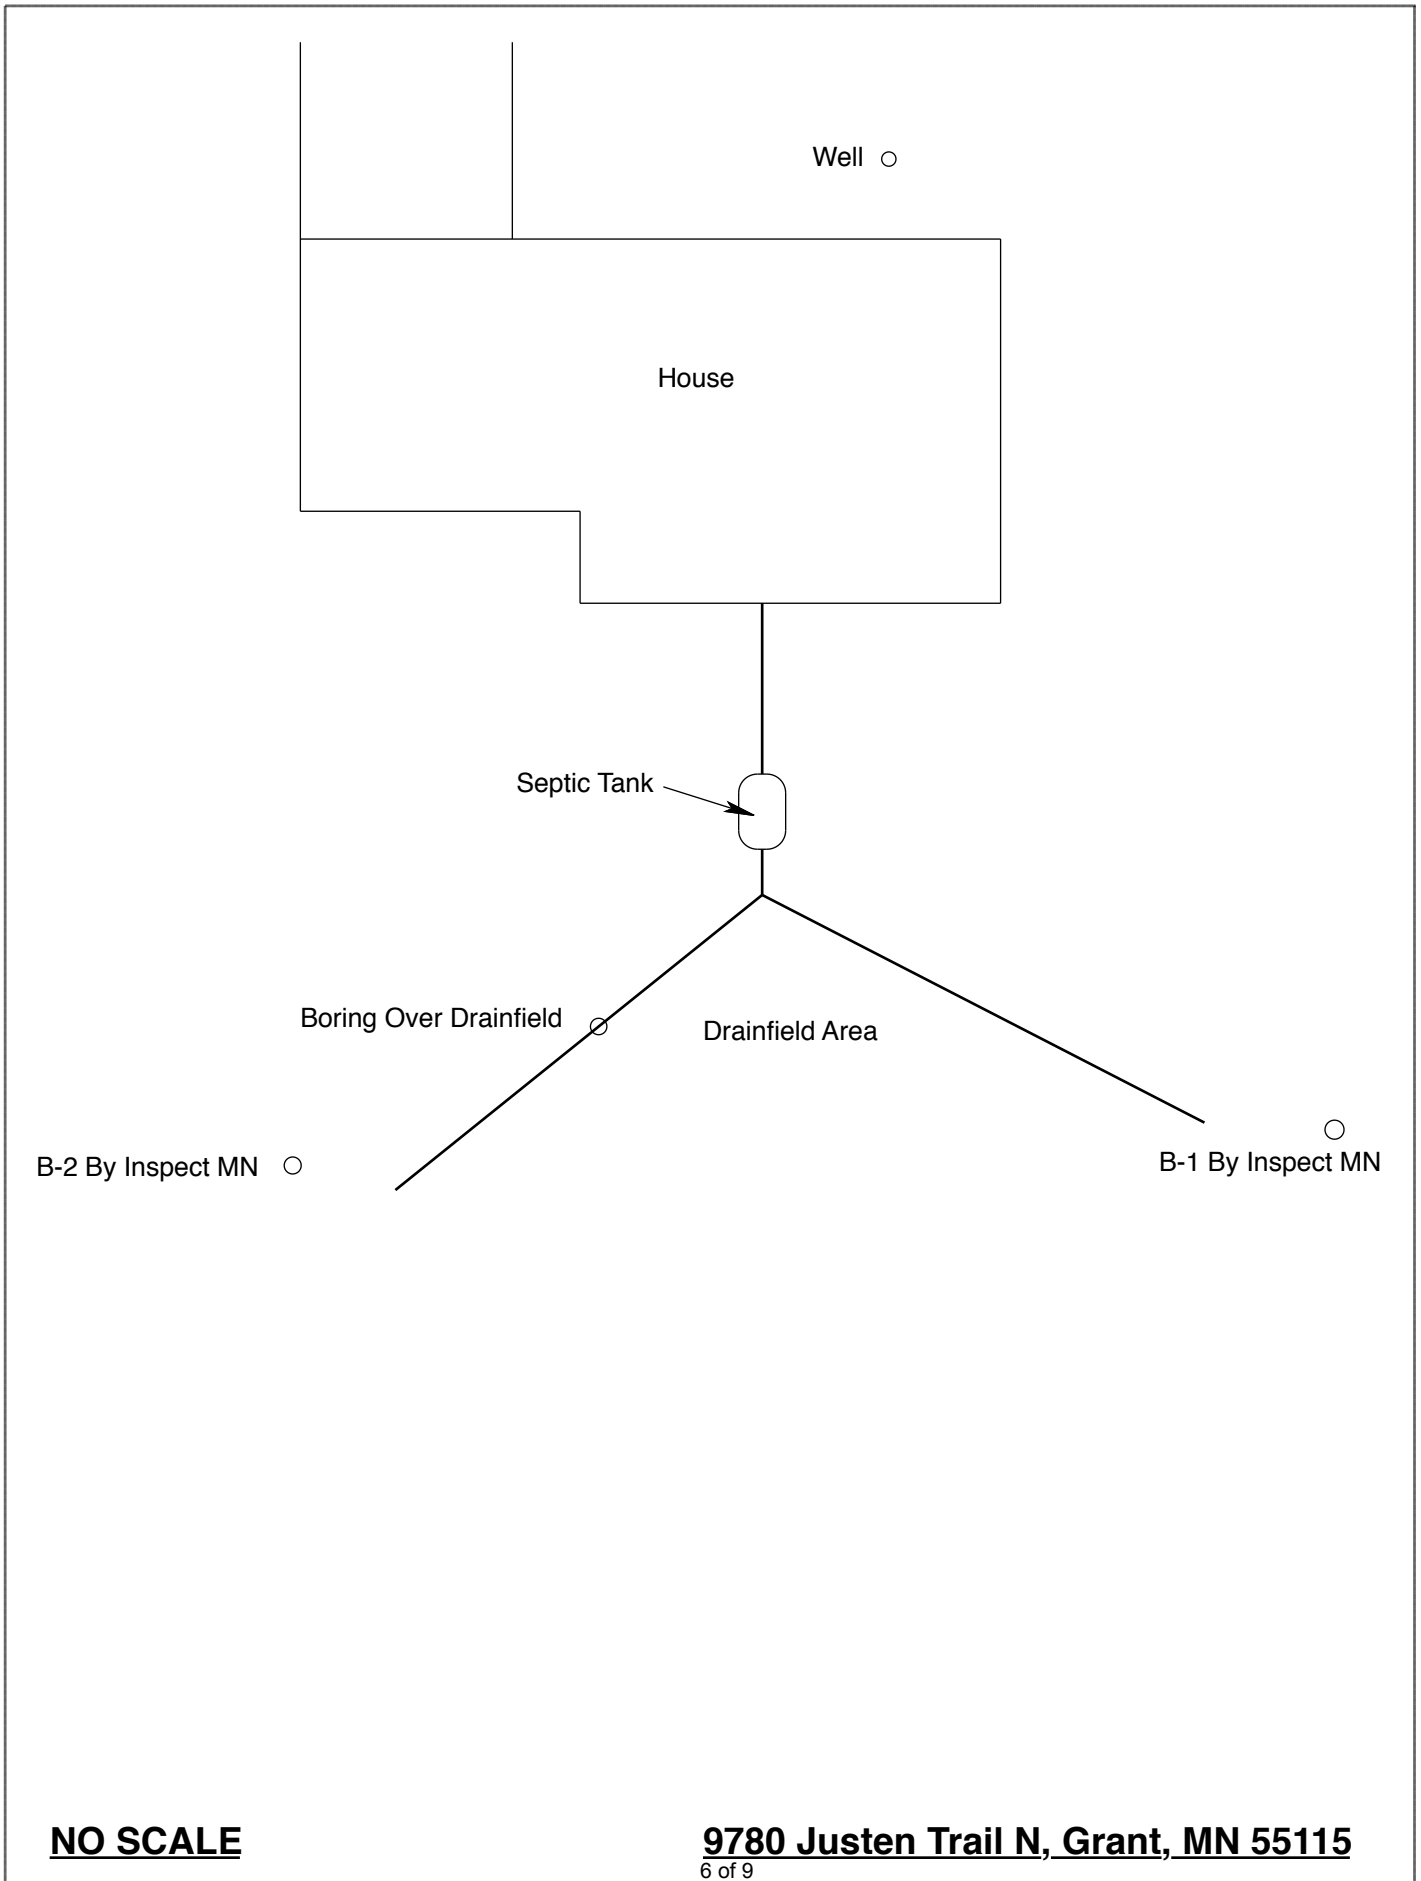 Well
House
Septic Tank
Boring Over Drainfield
Drainfield Area
B-2 By Inspect MN
B-1 By Inspect MN
NO SCALE
9780 Justen Trail N, Grant, MN 55115
6 of 9